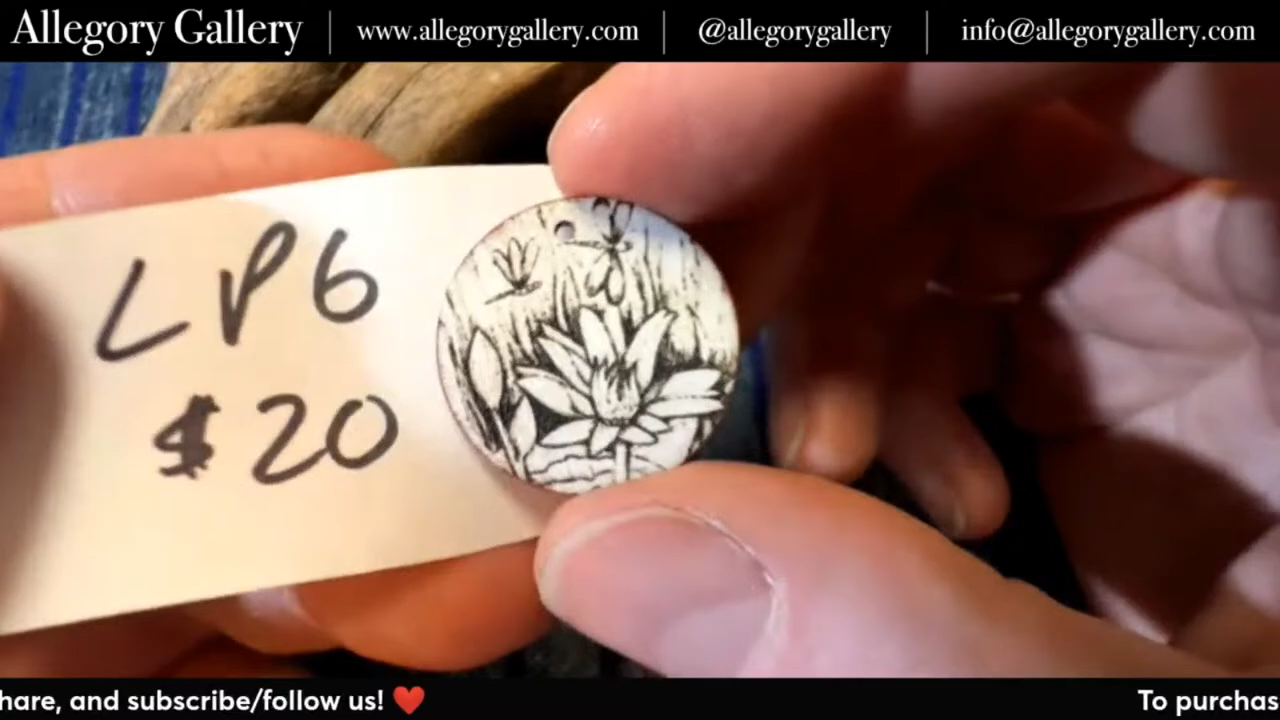 Allegory Gallery | www.allegorygallery.com | @allegorygallery | info@allegorygallery.com
LP6
$20
hare, and subscribe/follow us! ❤️
To purchas